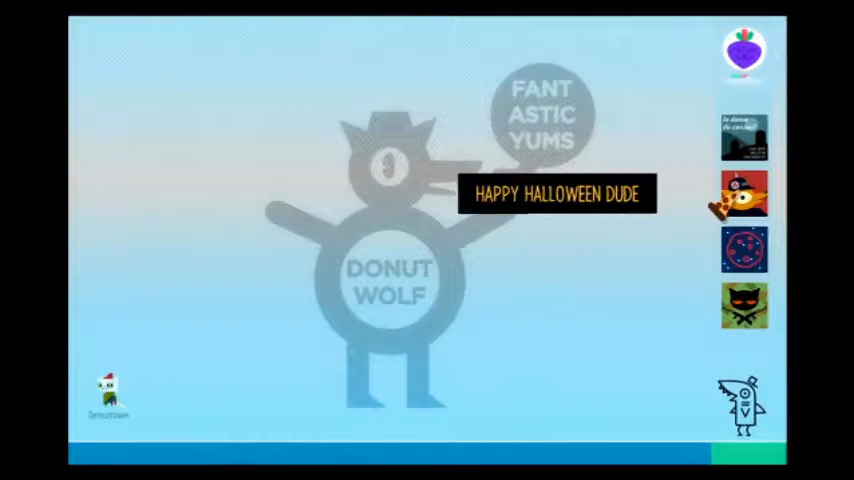 FANT
ASTIC
YUMS
HAPPY HALLOWEEN DUDE
DONUT
WOLF